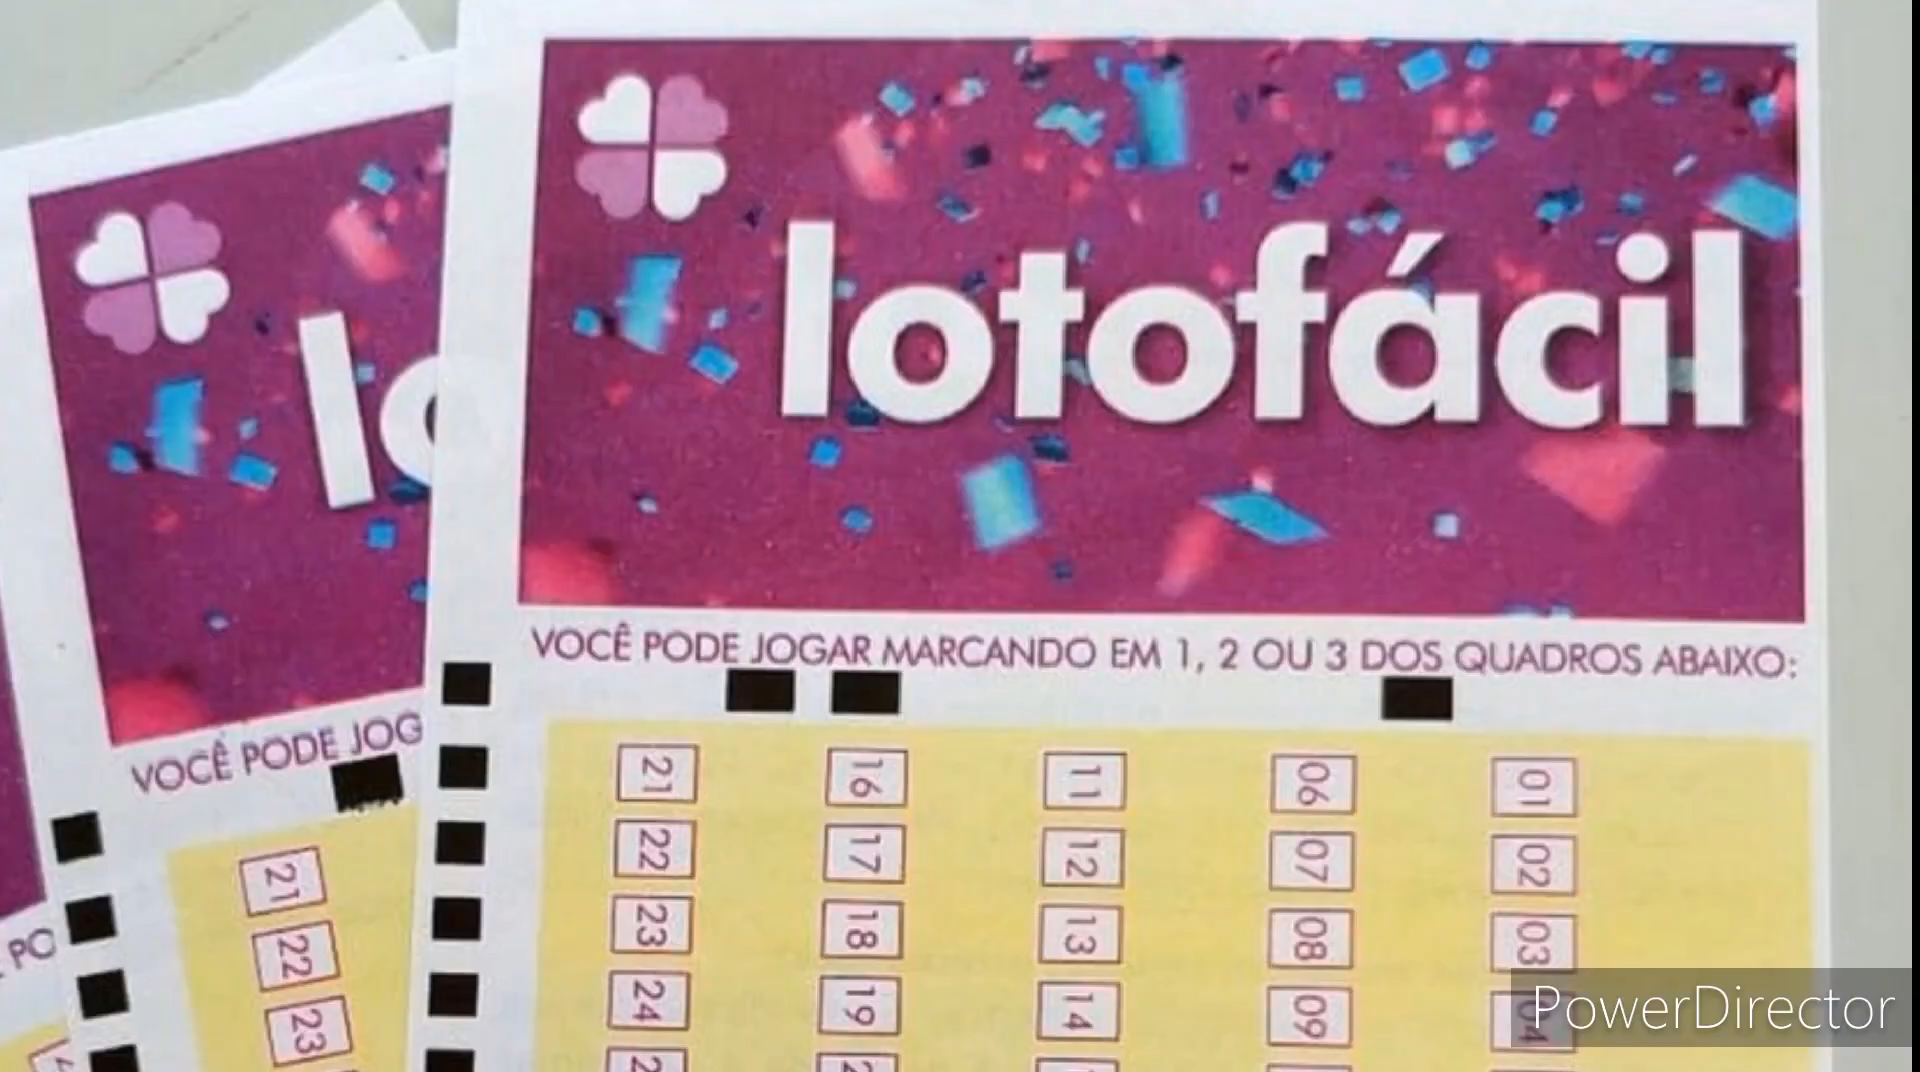 lotofácil
VOCÊ PODE JOGAR MARCANDO EM 1, 2 OU 3 DOS QUADROS ABAIXO:
21 16 11 06 01
22 17 12 07 02
23 18 13 08 03
24 19 14 09 04
lo
VOCÊ PODE JOG
21
22
23
PO
PowerDirector